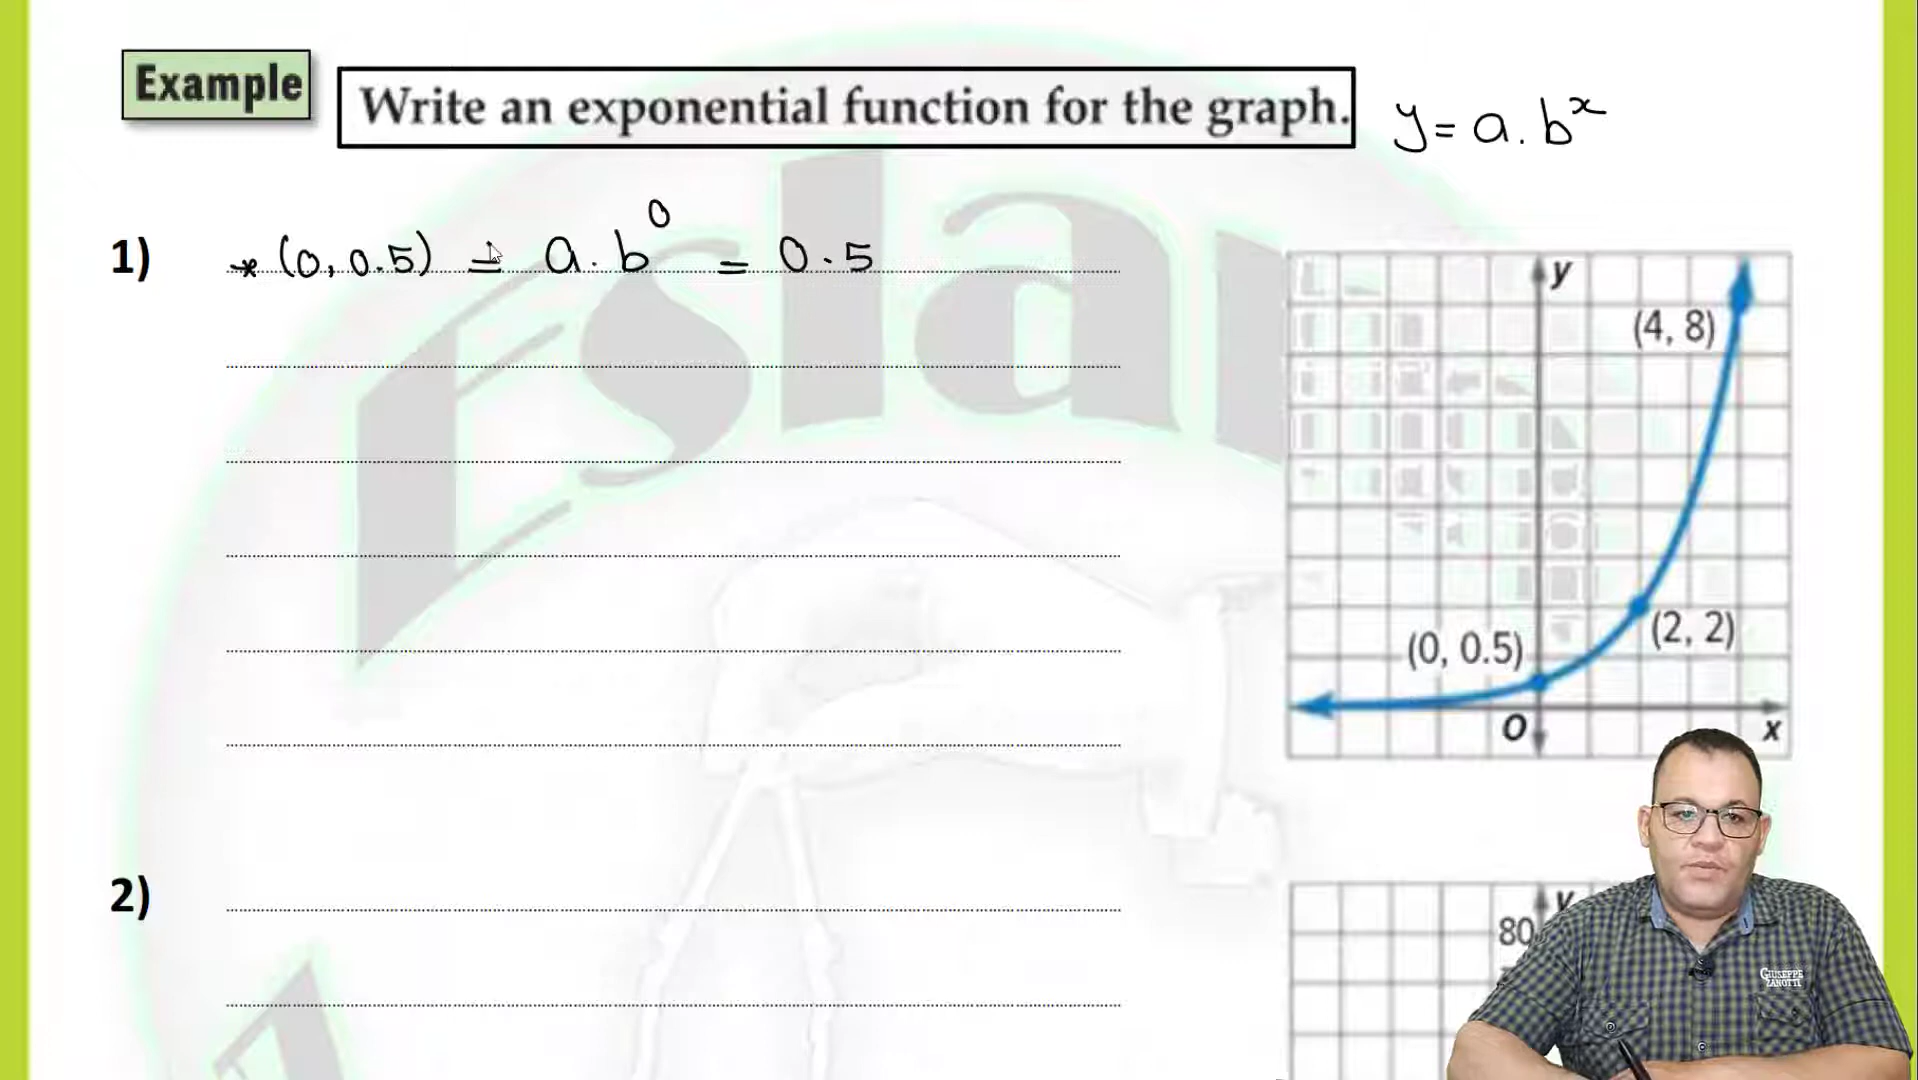 Example
Write an exponential function for the graph.
y = a . b^x
1) * (0, 0.5) = a . b^0 = 0.5
y
(4, 8)
(2, 2)
(0, 0.5)
O
x
2)
y
80
GIUSEPPE
ZANOTTI
Eslam